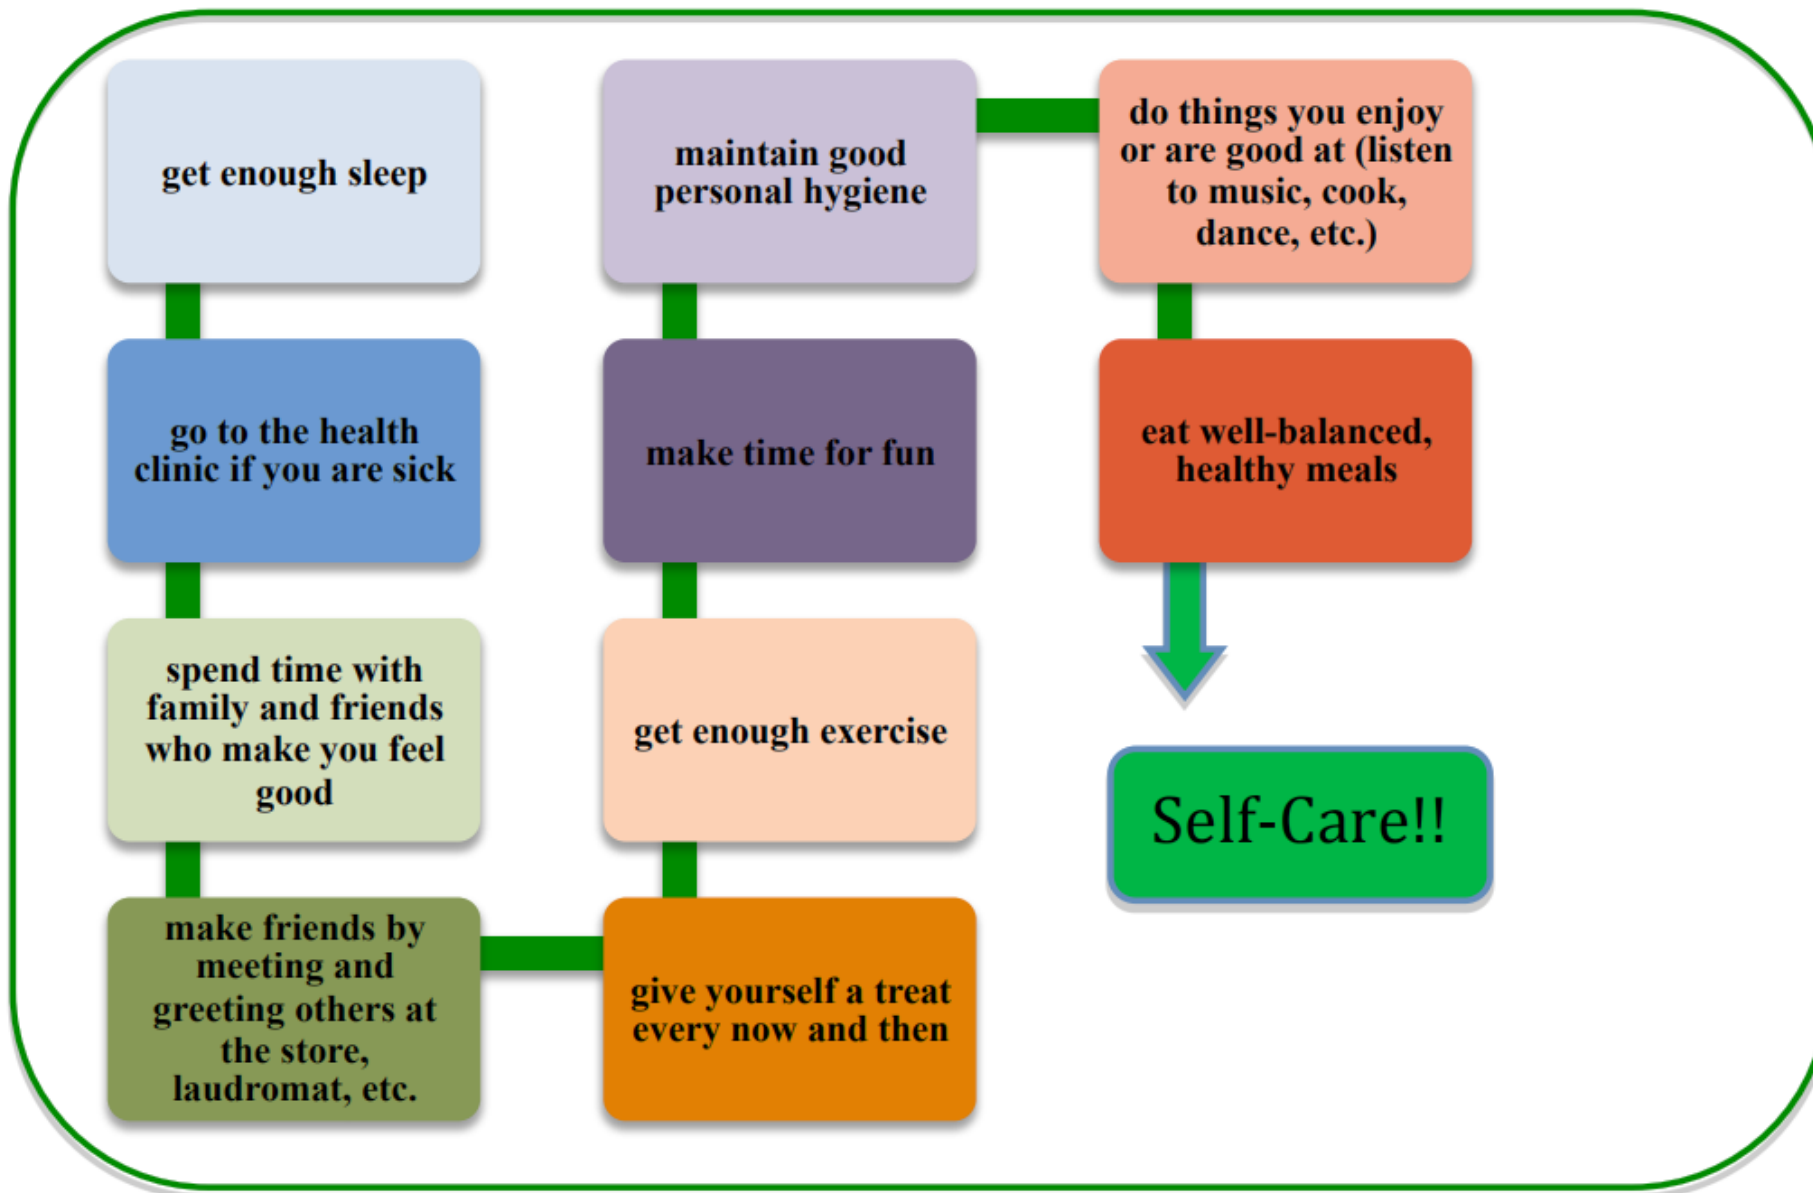 get enough sleep
go to the health
clinic if you are sick
spend time with
family and friends
who make you feel
good
make friends by
meeting and
greeting others at
the store,
laudromat, etc.
give yourself a treat
every now and then
get enough exercise
make time for fun
maintain good
personal hygiene
do things you enjoy
or are good at (listen
to music, cook,
dance, etc.)
eat well-balanced,
healthy meals
Self-Care!!